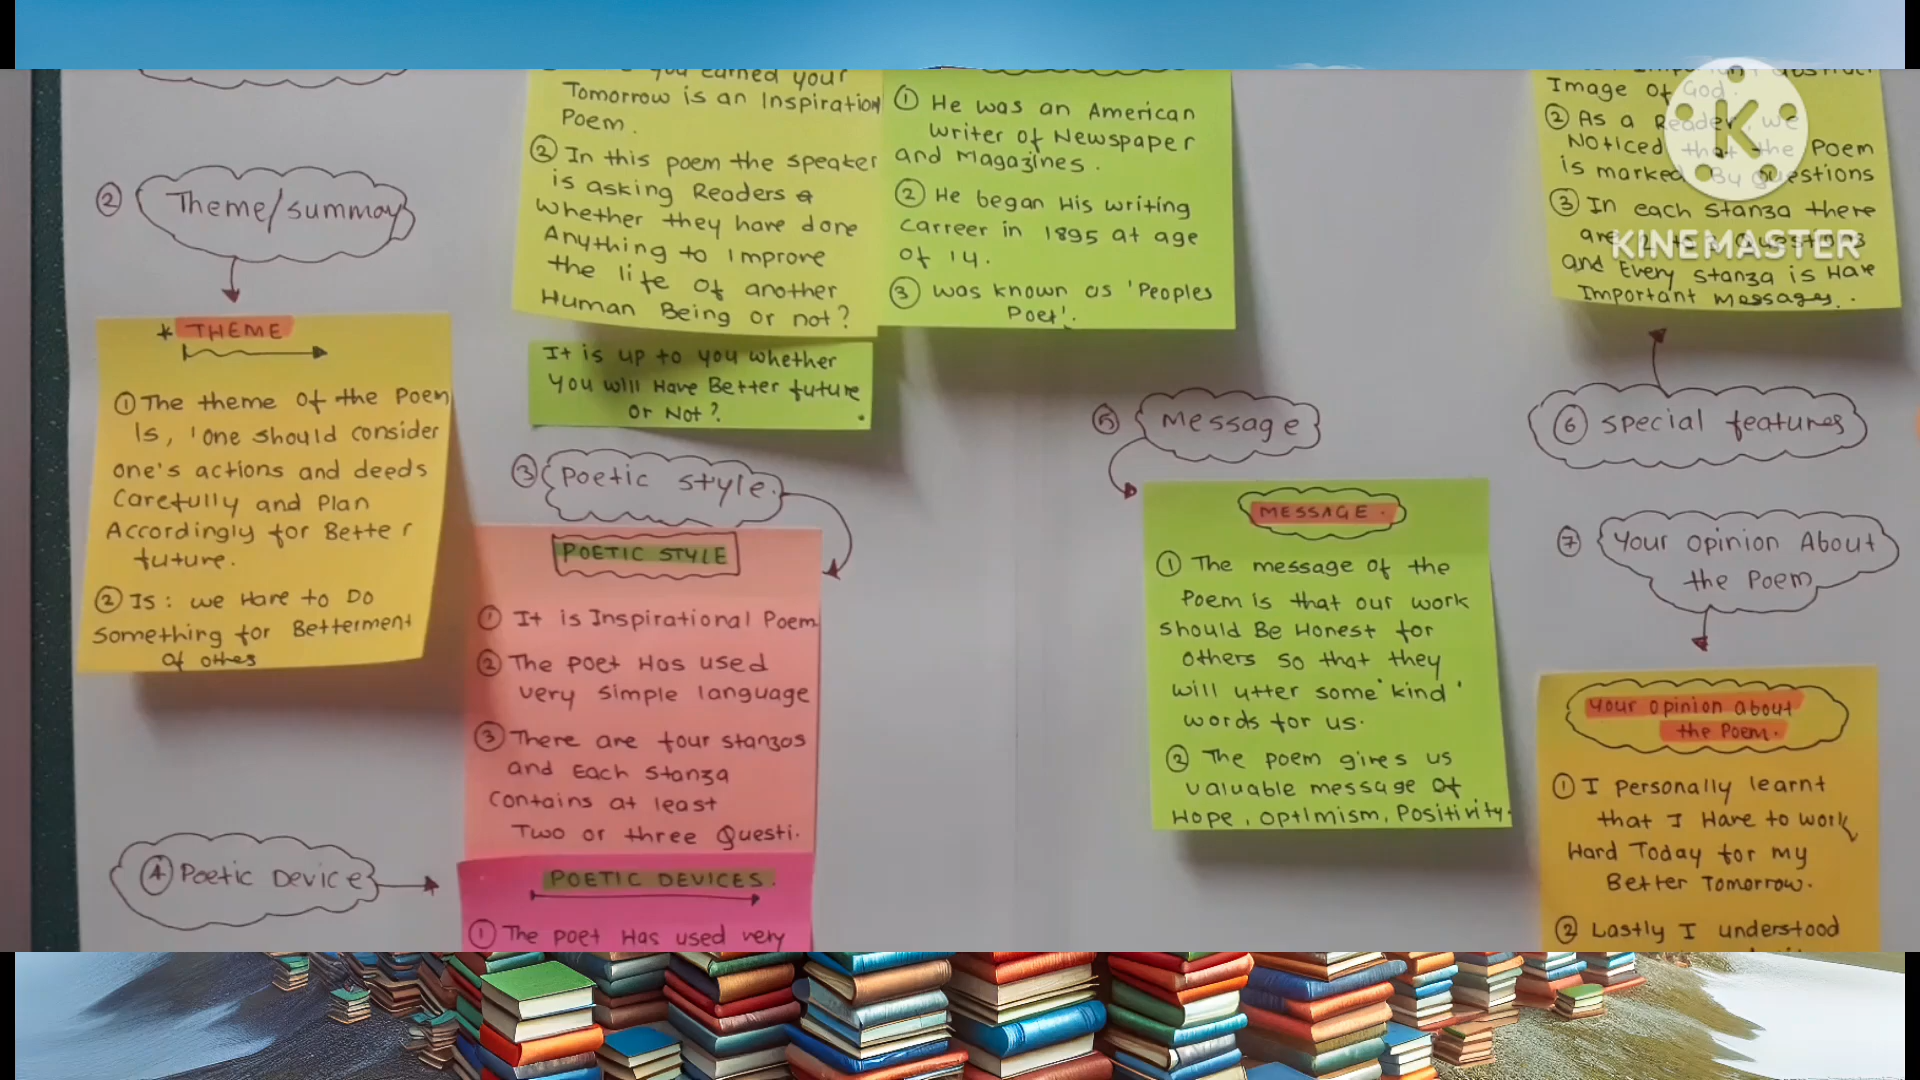 ② Theme/summay
* THEME
① The theme of the Poem
Is, 'One should consider
one's actions and deeds
Carefully and Plan
Accordingly for Better
future.
② Is: we Have to Do
Something for Betterment
of othes
you earned your
Tomorrow is an Inspiration
Poem.
② In this poem the speaker
is asking Readers
whether they have done
Anything to Improve
the life of another
Human Being or not?
It is up to you whether
You will Have Better future
Or Not?
① He was an American
writer of Newspaper
and Magazines.
② He began His writing
Carreer in 1895 at age
of 14.
③ was known as 'Peoples
Poet'.
③ Poetic style.
POETIC STYLE
① It is Inspirational Poem
② The poet Has used
very simple language
③ There are four stanzas
and Each stanza
Contains at least
Two or three Questi.
④ Poetic Device
POETIC DEVICES.
① The poet Has used very
⑤ Message
MESSAGE.
① The message of the
Poem is that our work
should Be Honest for
others so that they
will utter some 'kind'
words for us.
② The poem gives us
valuable message of
Hope, Optimism, Positivity.
Image of God.
② As a Reader, we
Noticed that the Poem
is marked By Questions
③ In each stanza there
are
and Every stanza is Have
Important messages.
⑥ special features
⑦ Your Opinion About
the Poem
Your Opinion about
the Poem.
① I personally learnt
that I Have to work
Hard Today for my
Better Tomorrow.
② Lastly I understood
KINEMASTER